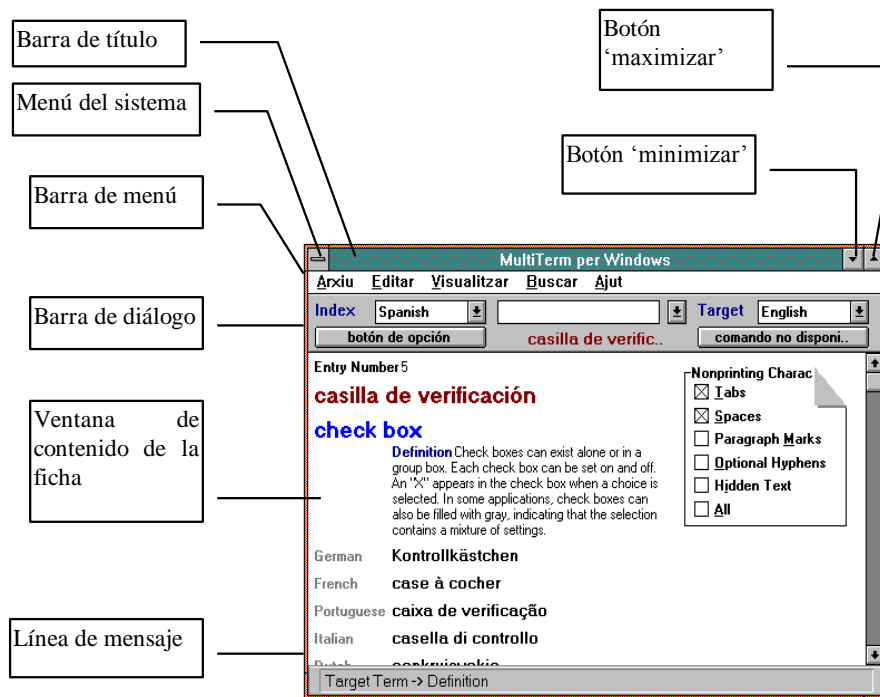 Barra de título
Botón
‘maximizar’
Menú del sistema
Botón ‘minimizar’
Barra de menú
MultiTerm per Windows
Arxiu Editar Visualitzar Buscar Ajut
Barra de diálogo
Index Spanish Target English
botón de opción casilla de verific.. comando no disponi..
Entry Number5
casilla de verificación
check box
Definition Check boxes can exist alone or in a
group box. Each check box can be set on and off.
An "X" appears in the check box when a choice is
selected. In some applications, check boxes can
also be filled with gray, indicating that the selection
contains a mixture of settings.
Nonprinting Charac
Tabs
Spaces
Paragraph Marks
Optional Hyphens
Hidden Text
All
Ventana de
contenido de la
ficha
German Kontrollkästchen
French case à cocher
Portuguese caixa de verificação
Italian casella di controllo
Línea de mensaje
Target Term -> Definition